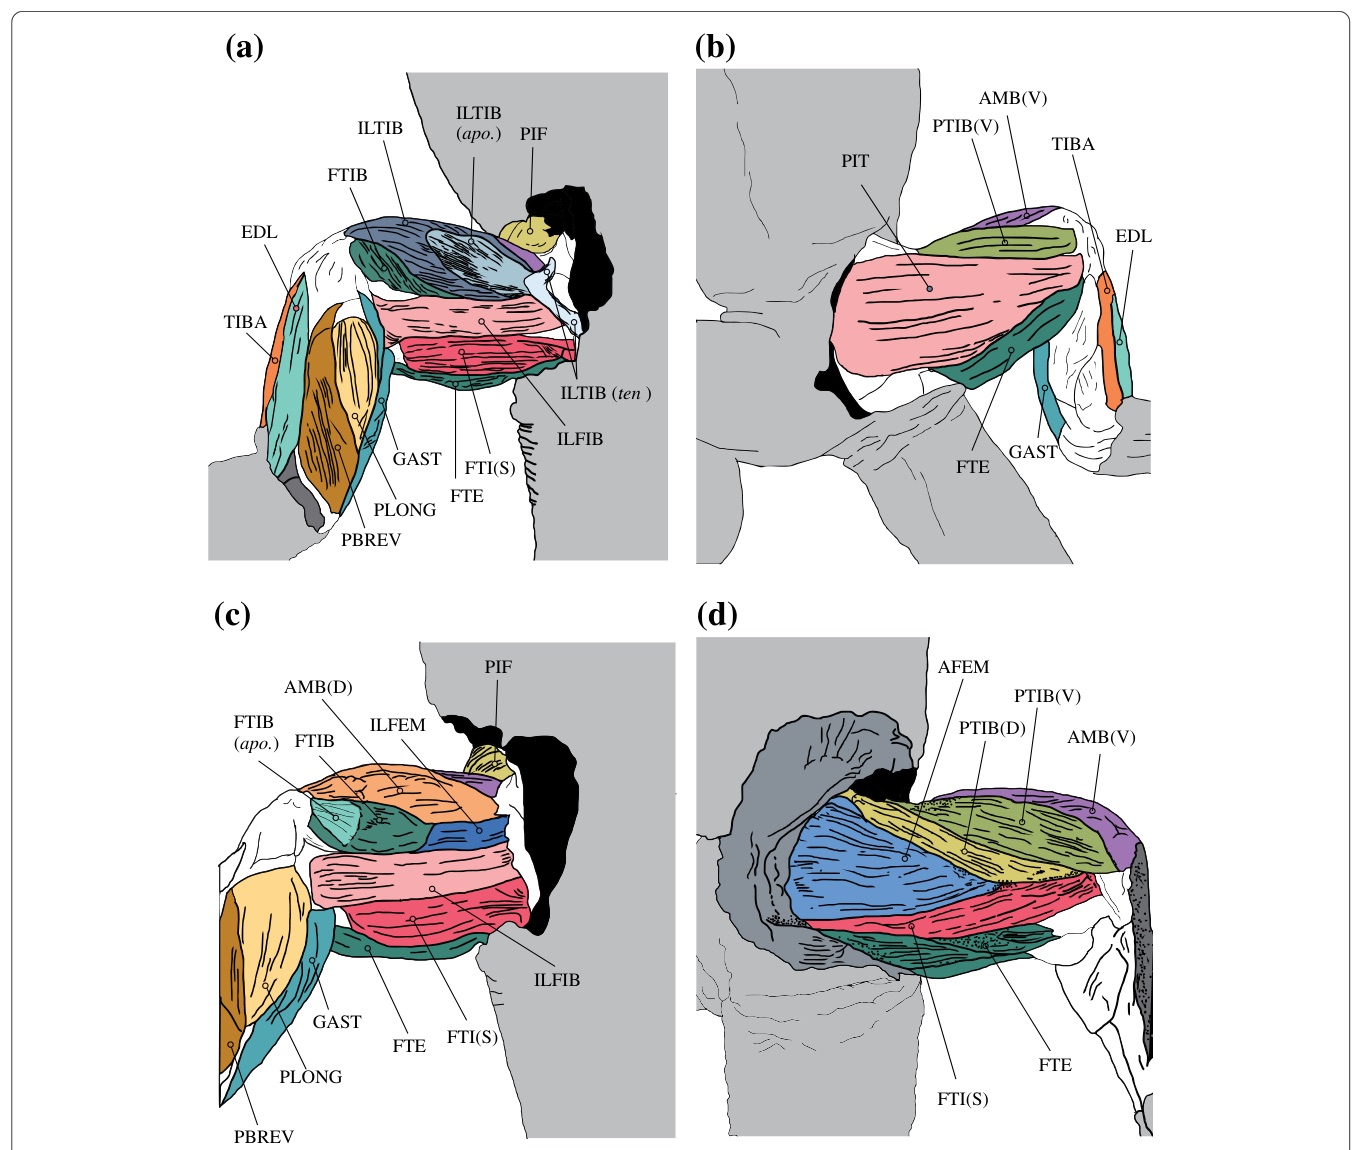 (a)
ILTIB
ILTIB
(apo.)
PIF
FTIB
EDL
TIBA
ILTIB (ten )
ILFIB
GAST
FTI(S)
FTE
PLONG
PBREV
(b)
AMB(V)
PTIB(V)
TIBA
PIT
EDL
GAST
FTE
(c)
PIF
AMB(D)
FTIB
(apo.)
FTIB
ILFEM
ILFIB
GAST
FTE
FTI(S)
PLONG
PBREV
(d)
AFEM
PTIB(V)
PTIB(D)
AMB(V)
FTE
FTI(S)